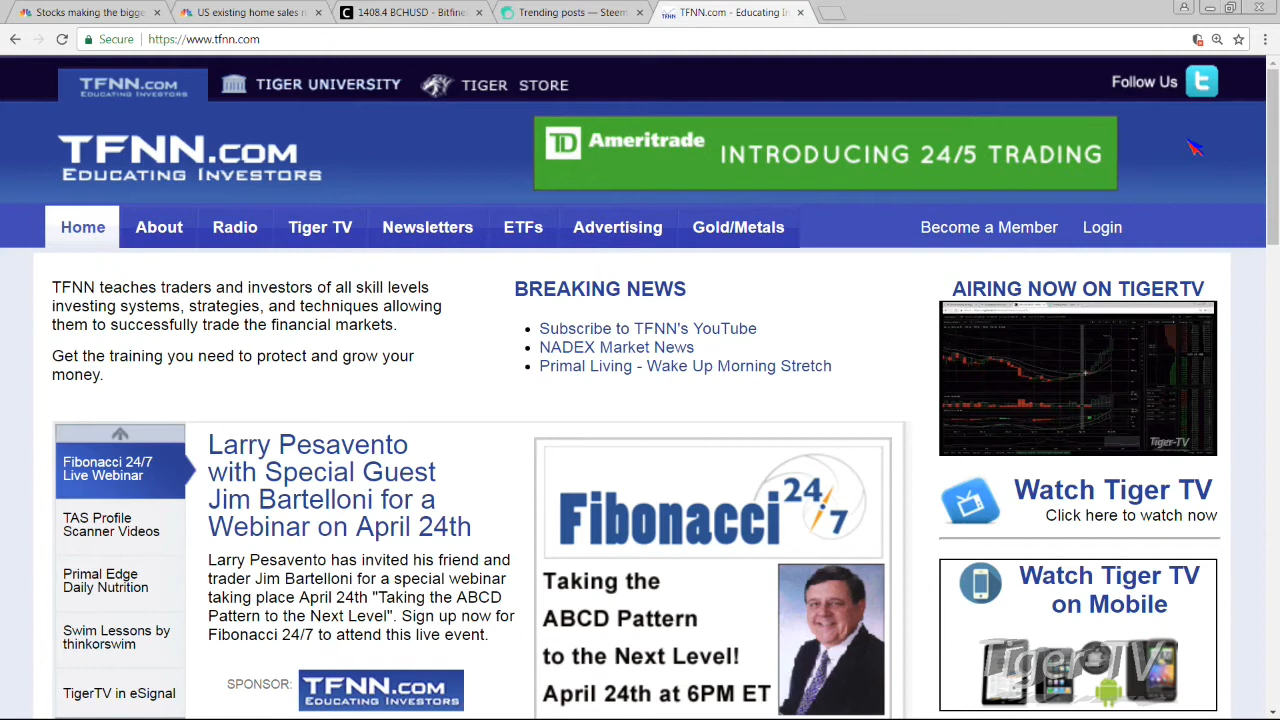 Stocks making the bigge
US existing home sales ri
1408.4 BCHUSD - Bitfine
Trending posts — Steem
TFNN.com - Educating In
Secure https://www.tfnn.com
TFNN.COM
EDUCATING INVESTORS
TIGER UNIVERSITY
TIGER STORE
Follow Us
TFNN.COM
EDUCATING INVESTORS
TD Ameritrade INTRODUCING 24/5 TRADING
Home About Radio Tiger TV Newsletters ETFs Advertising Gold/Metals Become a Member Login
TFNN teaches traders and investors of all skill levels
investing systems, strategies, and techniques allowing
them to successfully trade the financial markets.
Get the training you need to protect and grow your
money.
BREAKING NEWS
Subscribe to TFNN's YouTube
NADEX Market News
Primal Living - Wake Up Morning Stretch
AIRING NOW ON TIGERTV
Tiger-TV
Fibonacci 24/7
Live Webinar
TAS Profile
Scanner Videos
Primal Edge
Daily Nutrition
Swim Lessons by
thinkorswim
TigerTV in eSignal
Larry Pesavento
with Special Guest
Jim Bartelloni for a
Webinar on April 24th
Larry Pesavento has invited his friend and
trader Jim Bartelloni for a special webinar
taking place April 24th "Taking the ABCD
Pattern to the Next Level". Sign up now for
Fibonacci 24/7 to attend this live event.
SPONSOR:
TFNN.COM
EDUCATING INVESTORS
Fibonacci 24/7
Taking the
ABCD Pattern
to the Next Level!
April 24th at 6PM ET
Watch Tiger TV
Click here to watch now
Watch Tiger TV
on Mobile
Tiger-TV